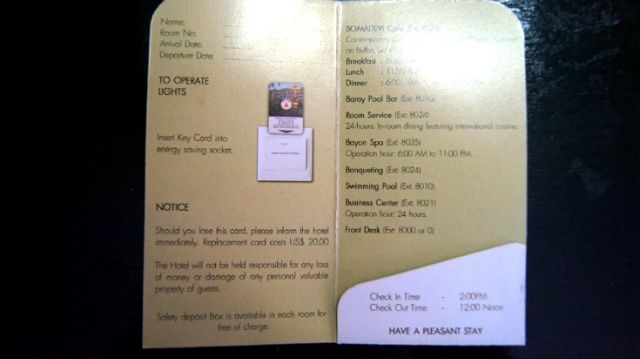 Name:
Room No:
Arrival Date:
Departure Date:
TO OPERATE
LIGHTS
Insert Key Card into
energy saving socket.
NOTICE
Should you lose this card, please inform the hotel
immediately. Replacement card costs US$ 20.00
The Hotel will not be held responsible for any loss
of money or damage of any personal valuable
property of guests.
Safety deposit Box is available in each room for
free of charge
SOMADEVI Cafe (Ext:
Contemporary
on Buffet,
Breakfast :
Lunch :
Dinner : 6:00
Baray Pool Bar (Ext: 8010)
Room Service (Ext: 8024)
24-hours: In-room dining featuring international cuisine.
Bayon Spa (Ext: 8035)
Operation hour: 6:00 AM to 11:00 PM.
Banqueting (Ext: 8024)
Swimming Pool (Ext: 8010)
Business Center (Ext: 8021)
Operation hour: 24 hours.
Front Desk (Ext: 8000 or 0)
Check In Time - 2:00PM
Check Out Time - 12:00 Noon
HAVE A PLEASANT STAY